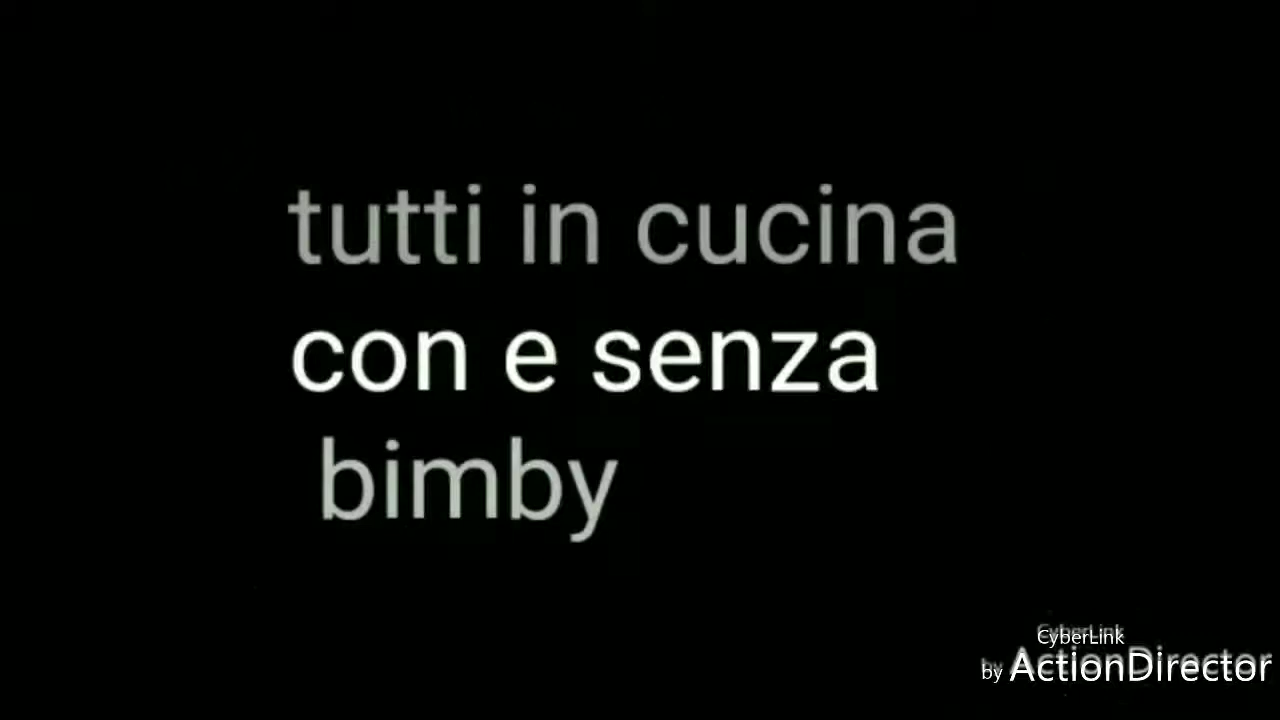 tutti in cucina
con e senza
bimby
CyberLink
by ActionDirector